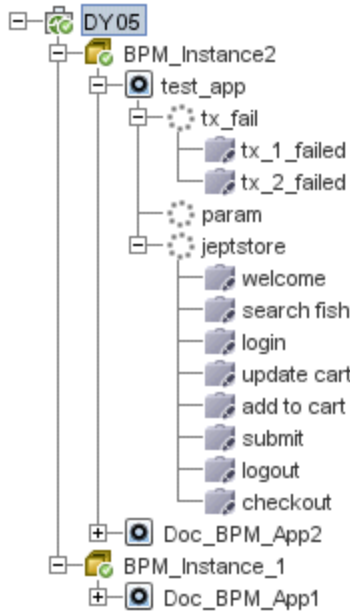 DY05
BPM_Instance2
test_app
tx_fail
tx_1_failed
tx_2_failed
param
jeptstore
welcome
search fish
login
update cart
add to cart
submit
logout
checkout
Doc_BPM_App2
BPM_Instance_1
Doc_BPM_App1